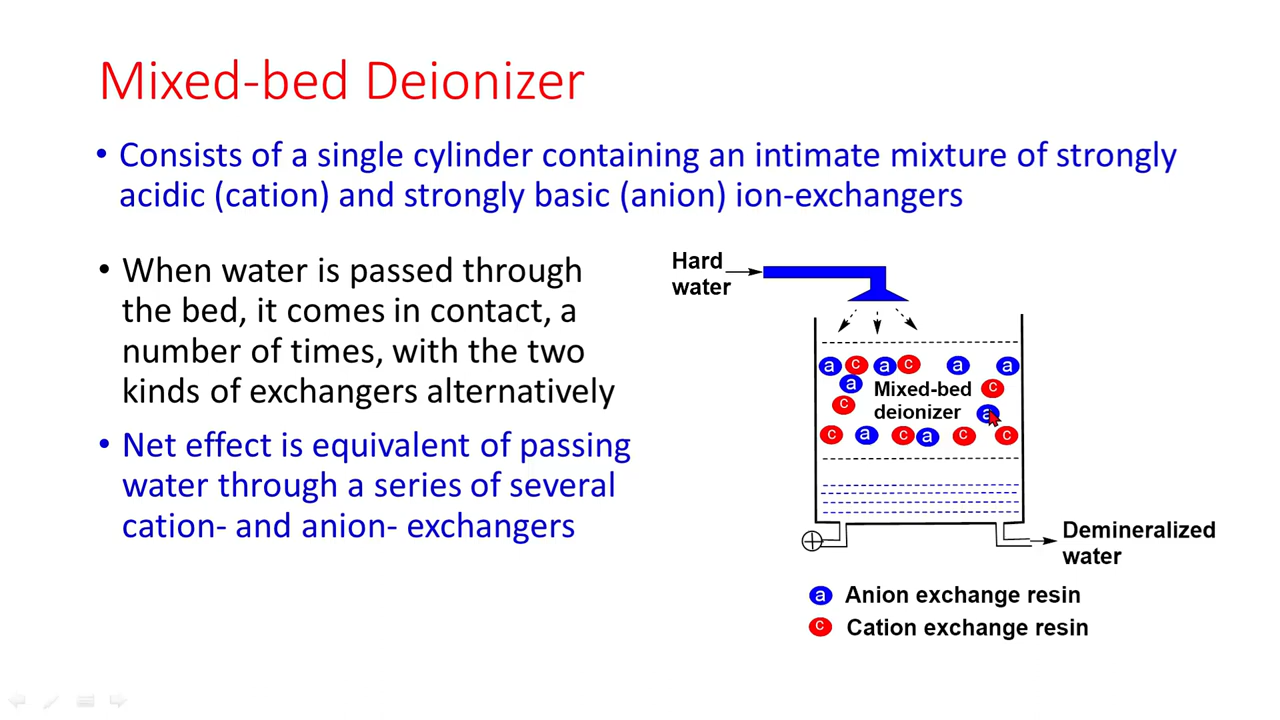 Mixed-bed Deionizer
• Consists of a single cylinder containing an intimate mixture of strongly
acidic (cation) and strongly basic (anion) ion-exchangers
• When water is passed through
the bed, it comes in contact, a
number of times, with the two
kinds of exchangers alternatively
• Net effect is equivalent of passing
water through a series of several
cation- and anion- exchangers
Hard
water
a c a c a a
a c
c a
Mixed-bed
deionizer
c a c a c c
Demineralized
water
a Anion exchange resin
c Cation exchange resin